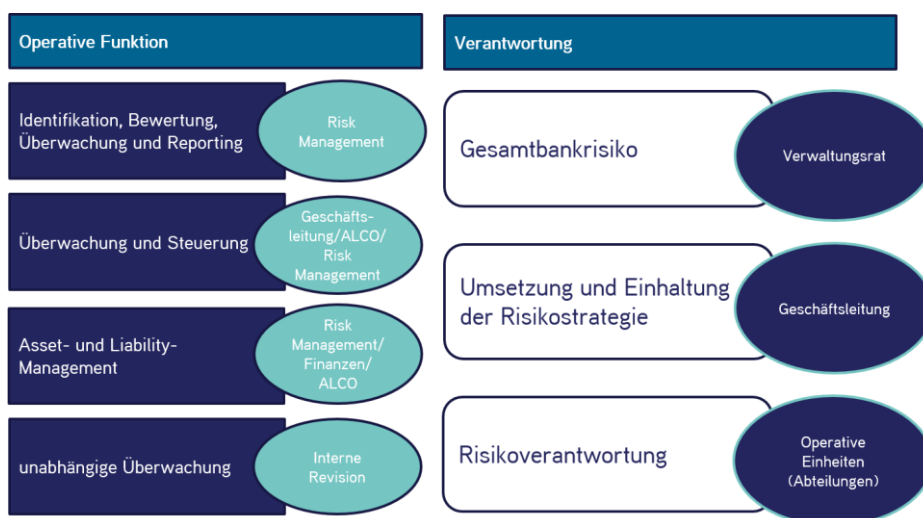 Operative Funktion
Identifikation, Bewertung,
Überwachung und Reporting
Risk
Management
Überwachung und Steuerung
Geschäfts-
leitung/ALCO/
Risk
Management
Asset- und Liability-
Management
Risk
Management/
Finanzen/
ALCO
unabhängige Überwachung
Interne
Revision
Verantwortung
Gesamtbankrisiko
Verwaltungsrat
Umsetzung und Einhaltung
der Risikostrategie
Geschäftsleitung
Risikoverantwortung
Operative
Einheiten
(Abteilungen)